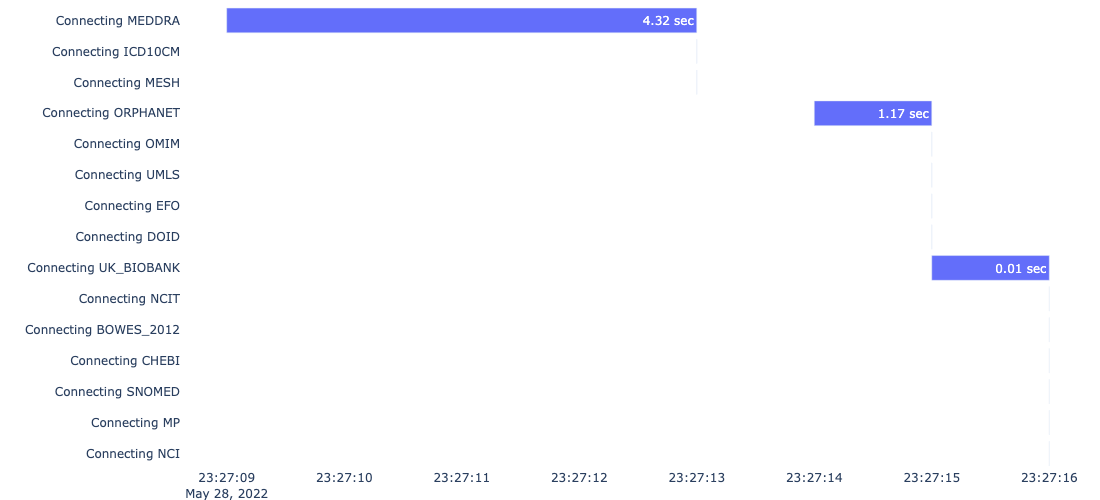 Connecting MEDDRA
4.32 sec
Connecting ICD10CM
Connecting MESH
Connecting ORPHANET
1.17 sec
Connecting OMIM
Connecting UMLS
Connecting EFO
Connecting DOID
Connecting UK_BIOBANK
0.01 sec
Connecting NCIT
Connecting BOWES_2012
Connecting CHEBI
Connecting SNOMED
Connecting MP
Connecting NCI
23:27:09 23:27:10 23:27:11 23:27:12 23:27:13 23:27:14 23:27:15 23:27:16
May 28, 2022